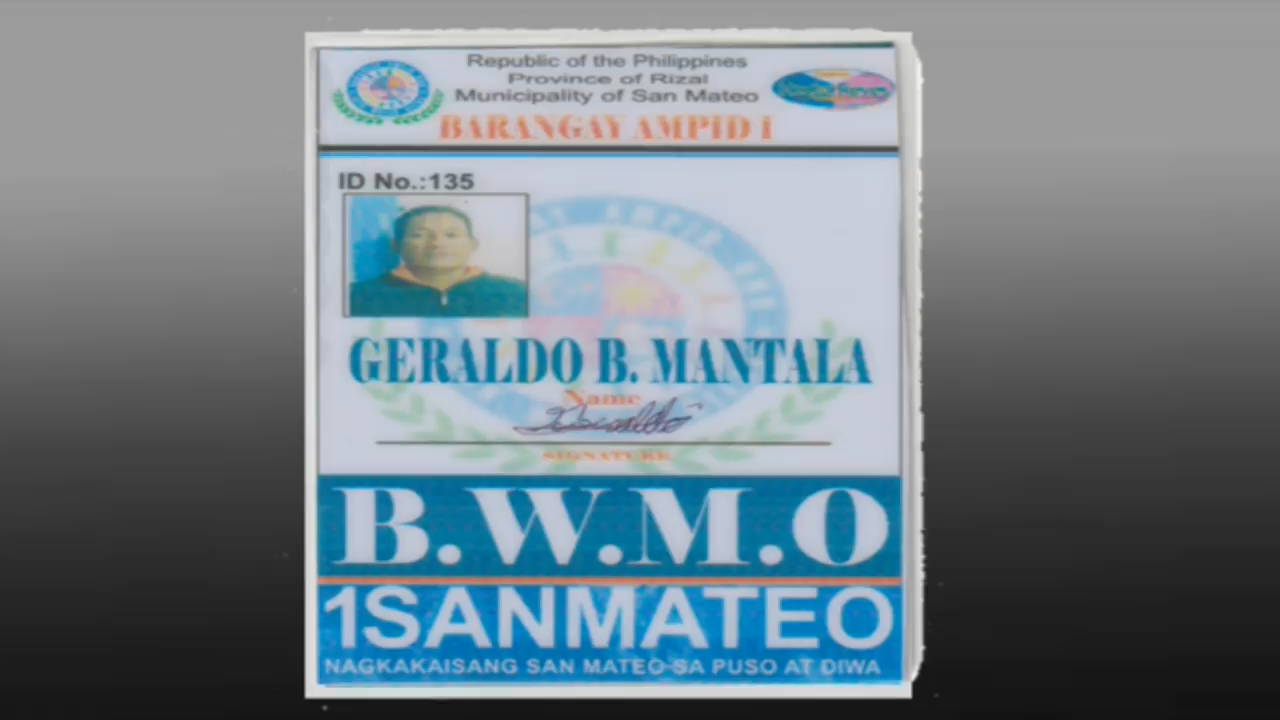 Republic of the Philippines
Province of Rizal
Municipality of San Mateo
BARANGAY AMPID I
ID No.:135
GERALDO B. MANTALA
Name
SIGNATURE
B.W.M.O
1SANMATEO
NAGKAKAISANG SAN MATEO SA PUSO AT DIWA